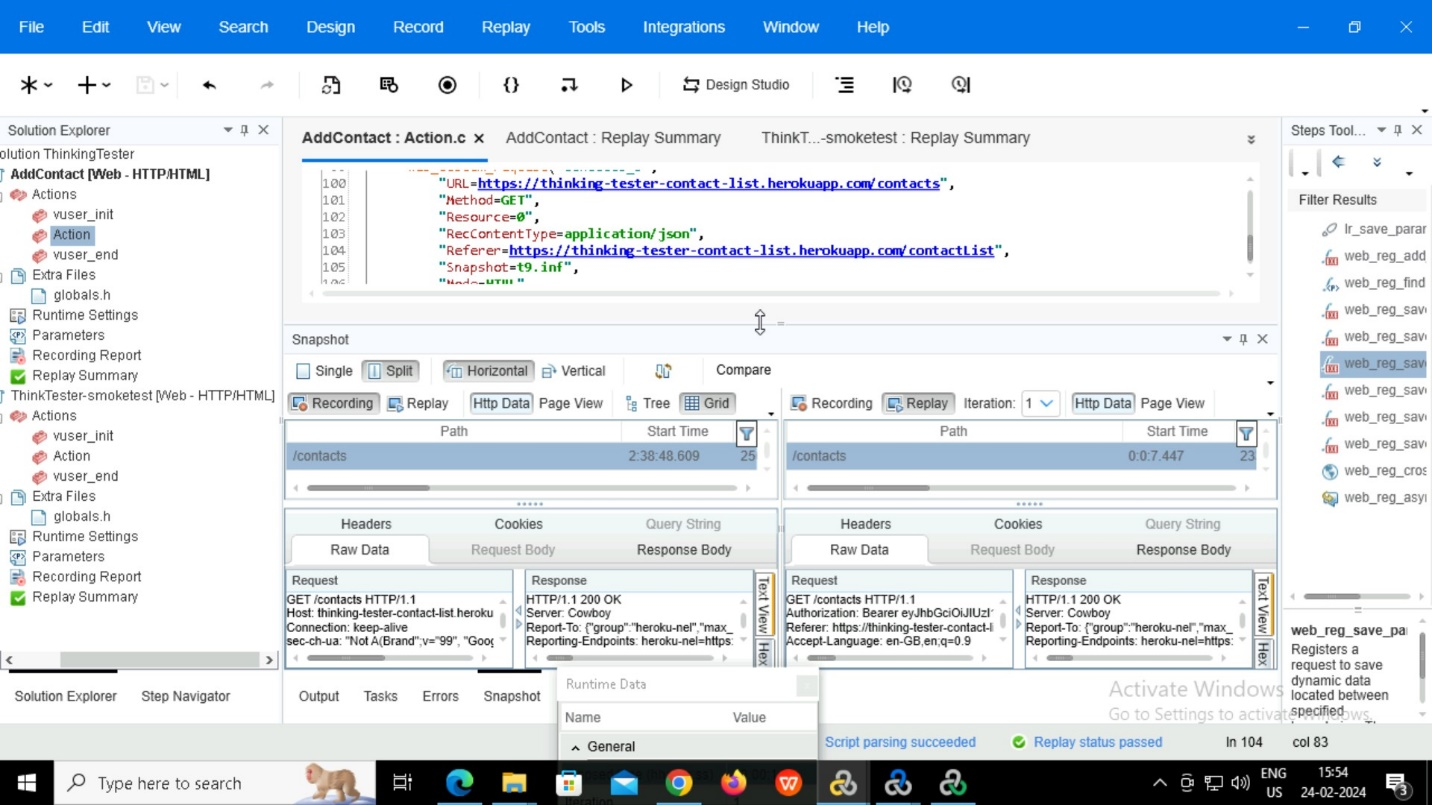 File Edit View Search Design Record Replay Tools Integrations Window Help
Design Studio
Solution Explorer
olution ThinkingTester
AddContact [Web - HTTP/HTML]
Actions
vuser_init
Action
vuser_end
Extra Files
globals.h
Runtime Settings
Parameters
Recording Report
Replay Summary
ThinkTester-smoketest [Web - HTTP/HTML]
Actions
vuser_init
Action
vuser_end
Extra Files
globals.h
Runtime Settings
Parameters
Recording Report
Replay Summary
Solution Explorer Step Navigator
AddContact : Action.c AddContact : Replay Summary ThinkT...-smoketest : Replay Summary
100 "URL=https://thinking-tester-contact-list.herokuapp.com/contacts",
101 "Method=GET",
102 "Resource=0",
103 "RecContentType=application/json",
104 "Referer=https://thinking-tester-contact-list.herokuapp.com/contactList",
105 "Snapshot=t9.inf",
106 "Mode=HTML"
Snapshot
Single Split Horizontal Vertical Compare
Recording Replay Http Data Page View Tree Grid
Path Start Time
/contacts 2:38:48.609 25
Headers Cookies Query String
Raw Data Request Body Response Body
Request
GET /contacts HTTP/1.1
Host: thinking-tester-contact-list.heroku
Connection: keep-alive
sec-ch-ua: "Not A(Brand";v="99", "Goog
Response
HTTP/1.1 200 OK
Server: Cowboy
Report-To: {"group":"heroku-nel","max_
Reporting-Endpoints: heroku-nel=https:
Text View
Hex
Recording Replay Iteration: 1 Http Data Page View
Path Start Time
/contacts 0:0:7.447 23
Headers Cookies Query String
Raw Data Request Body Response Body
Request
GET /contacts HTTP/1.1
Authorization: Bearer eyJhbGciOiJIUzI1
Referer: https://thinking-tester-contact-li
Accept-Language: en-GB,en;q=0.9
Response
HTTP/1.1 200 OK
Server: Cowboy
Report-To: {"group":"heroku-nel","max_
Reporting-Endpoints: heroku-nel=https:
Text View
Hex
Output Tasks Errors Snapshot
Runtime Data
Name Value
General
Iteration 1
Steps Tool...
Filter Results
lr_save_parar
web_reg_add
web_reg_find
web_reg_sav
web_reg_sav
web_reg_sav
web_reg_sav
web_reg_sav
web_reg_sav
web_reg_cros
web_reg_asyn
web_reg_save_pa
Registers a
request to save
dynamic data
located between
specified
Activate Windows
Go to Settings to activate Windows.
Script parsing succeeded Replay status passed ln 104 col 83
Type here to search
ENG
US
15:54
24-02-2024
3